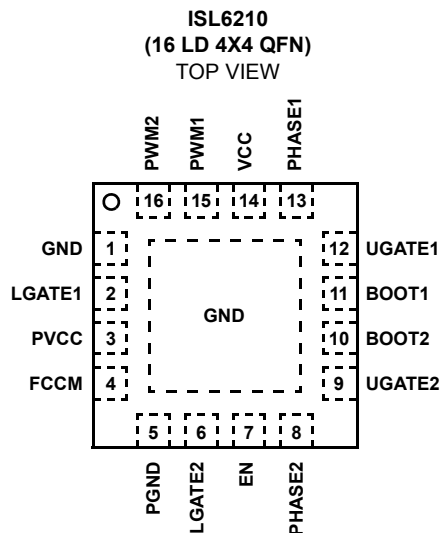 ISL6210
(16 LD 4X4 QFN)
TOP VIEW
PWM2
PWM1
VCC
PHASE1
16
15
14
13
GND
1
12
UGATE1
LGATE1
2
11
BOOT1
GND
PVCC
3
10
BOOT2
FCCM
4
9
UGATE2
5
6
7
8
PGND
LGATE2
EN
PHASE2